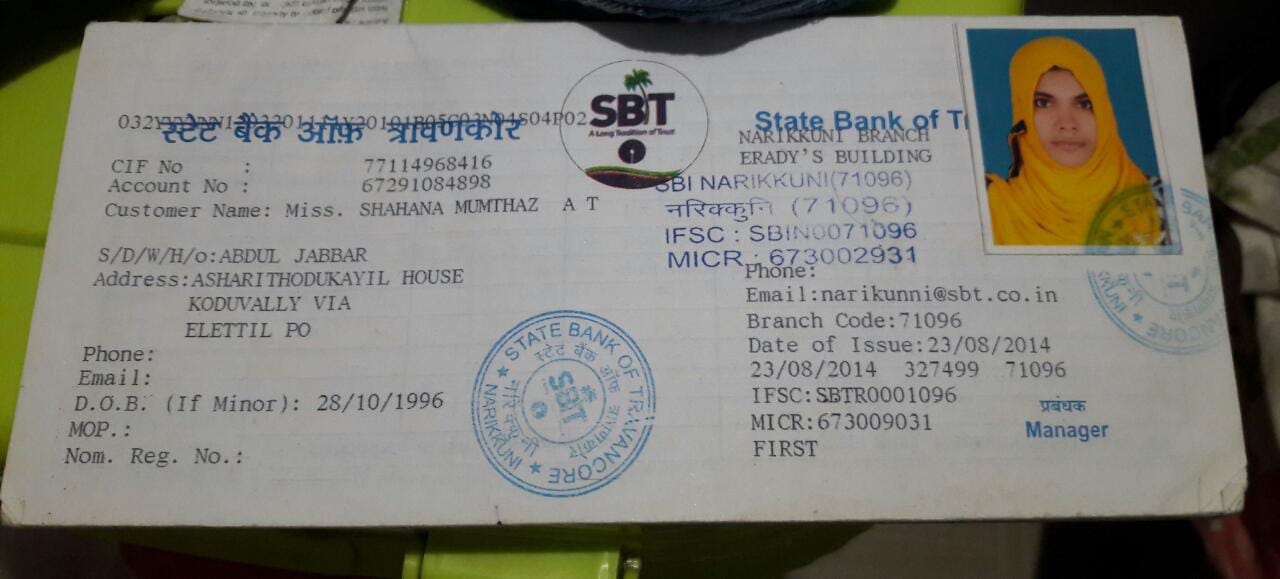 स्टेट बैंक ऑफ़ त्रावणकोर
SBT
A Long Tradition of Trust
State Bank of
NARIKKUNI BRANCH
ERADY'S BUILDING
SBI NARIKKUNI(71096)
नरिक्कुनि (71096)
IFSC : SBIN0071096
MICR : 673002931
CIF No : 77114968416
Account No : 67291084898
Customer Name: Miss. SHAHANA MUMTHAZ A T
S/D/W/H/o:ABDUL JABBAR
Address:ASHARITHODUKAYIL HOUSE
KODUVALLY VIA
ELETTIL PO
Phone:
Email:
D.O.B. (If Minor): 28/10/1996
MOP.:
Nom. Reg. No.:
STATE BANK OF TRAVANCORE
NARIKKUNI
स्टेट बैंक ऑफ़ त्रावणकोर
SBT
Phone:
Email:narikunni@sbt.co.in
Branch Code:71096
Date of Issue:23/08/2014
23/08/2014 327499 71096
IFSC:SBTR0001096
MICR:673009031
FIRST
प्रबंधक
Manager